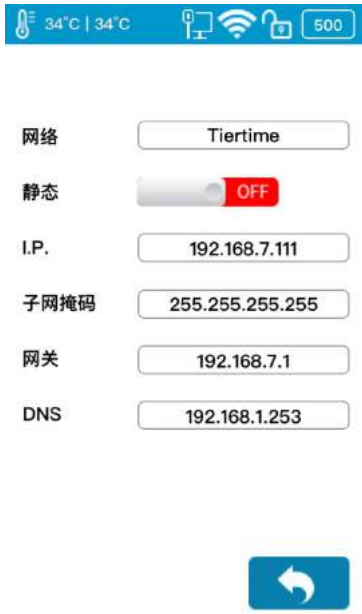 34°C | 34°C 500
网络 Tiertime
静态 OFF
I.P. 192.168.7.111
子网掩码 255.255.255.255
网关 192.168.7.1
DNS 192.168.1.253